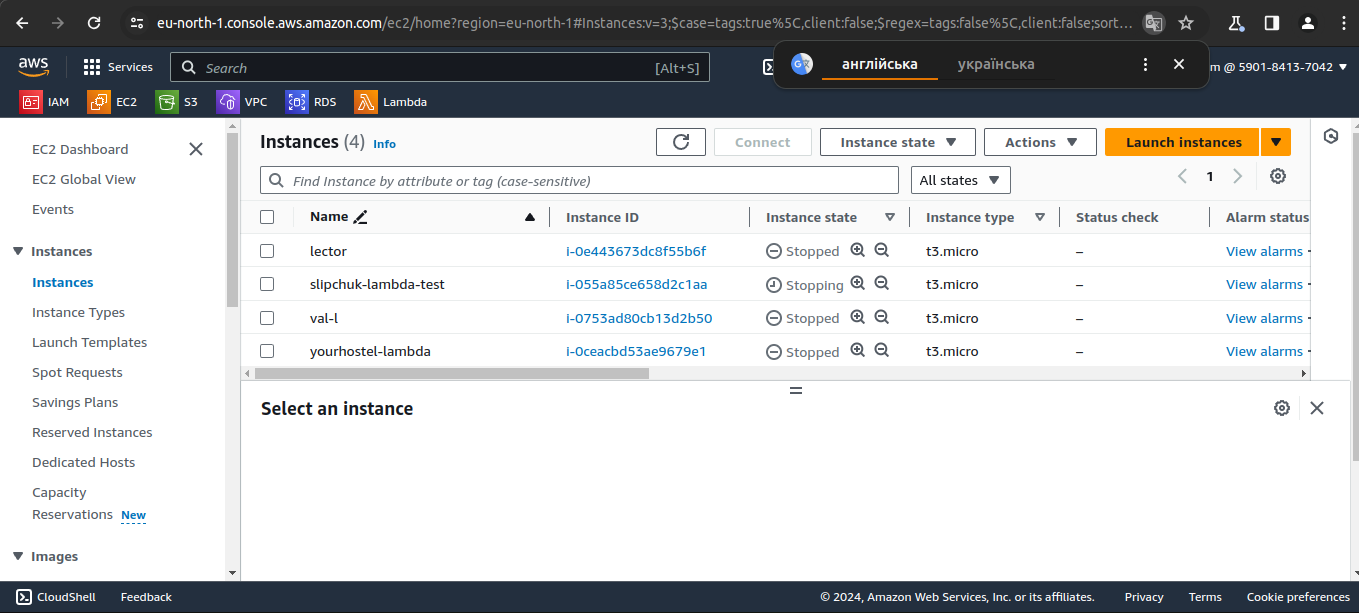 eu-north-1.console.aws.amazon.com/ec2/home?region=eu-north-1#Instances:v=3;$case=tags:true%5C,client:false;$regex=tags:false%5C,client:false;sort...
aws Services Search [Alt+S] m @ 5901-8413-7042
англійська українська
IAM EC2 S3 VPC RDS Lambda
EC2 Dashboard
EC2 Global View
Events
Instances
Instances
Instance Types
Launch Templates
Spot Requests
Savings Plans
Reserved Instances
Dedicated Hosts
Capacity
Reservations New
Images
Instances (4) Info Connect Instance state Actions Launch instances
Find Instance by attribute or tag (case-sensitive) All states 1
Name Instance ID Instance state Instance type Status check Alarm status
lector i-0e443673dc8f55b6f Stopped t3.micro – View alarms
slipchuk-lambda-test i-055a85ce658d2c1aa Stopping t3.micro – View alarms
val-l i-0753ad80cb13d2b50 Stopped t3.micro – View alarms
yourhostel-lambda i-0ceacbd53ae9679e1 Stopped t3.micro – View alarms
Select an instance
CloudShell Feedback © 2024, Amazon Web Services, Inc. or its affiliates. Privacy Terms Cookie preferences